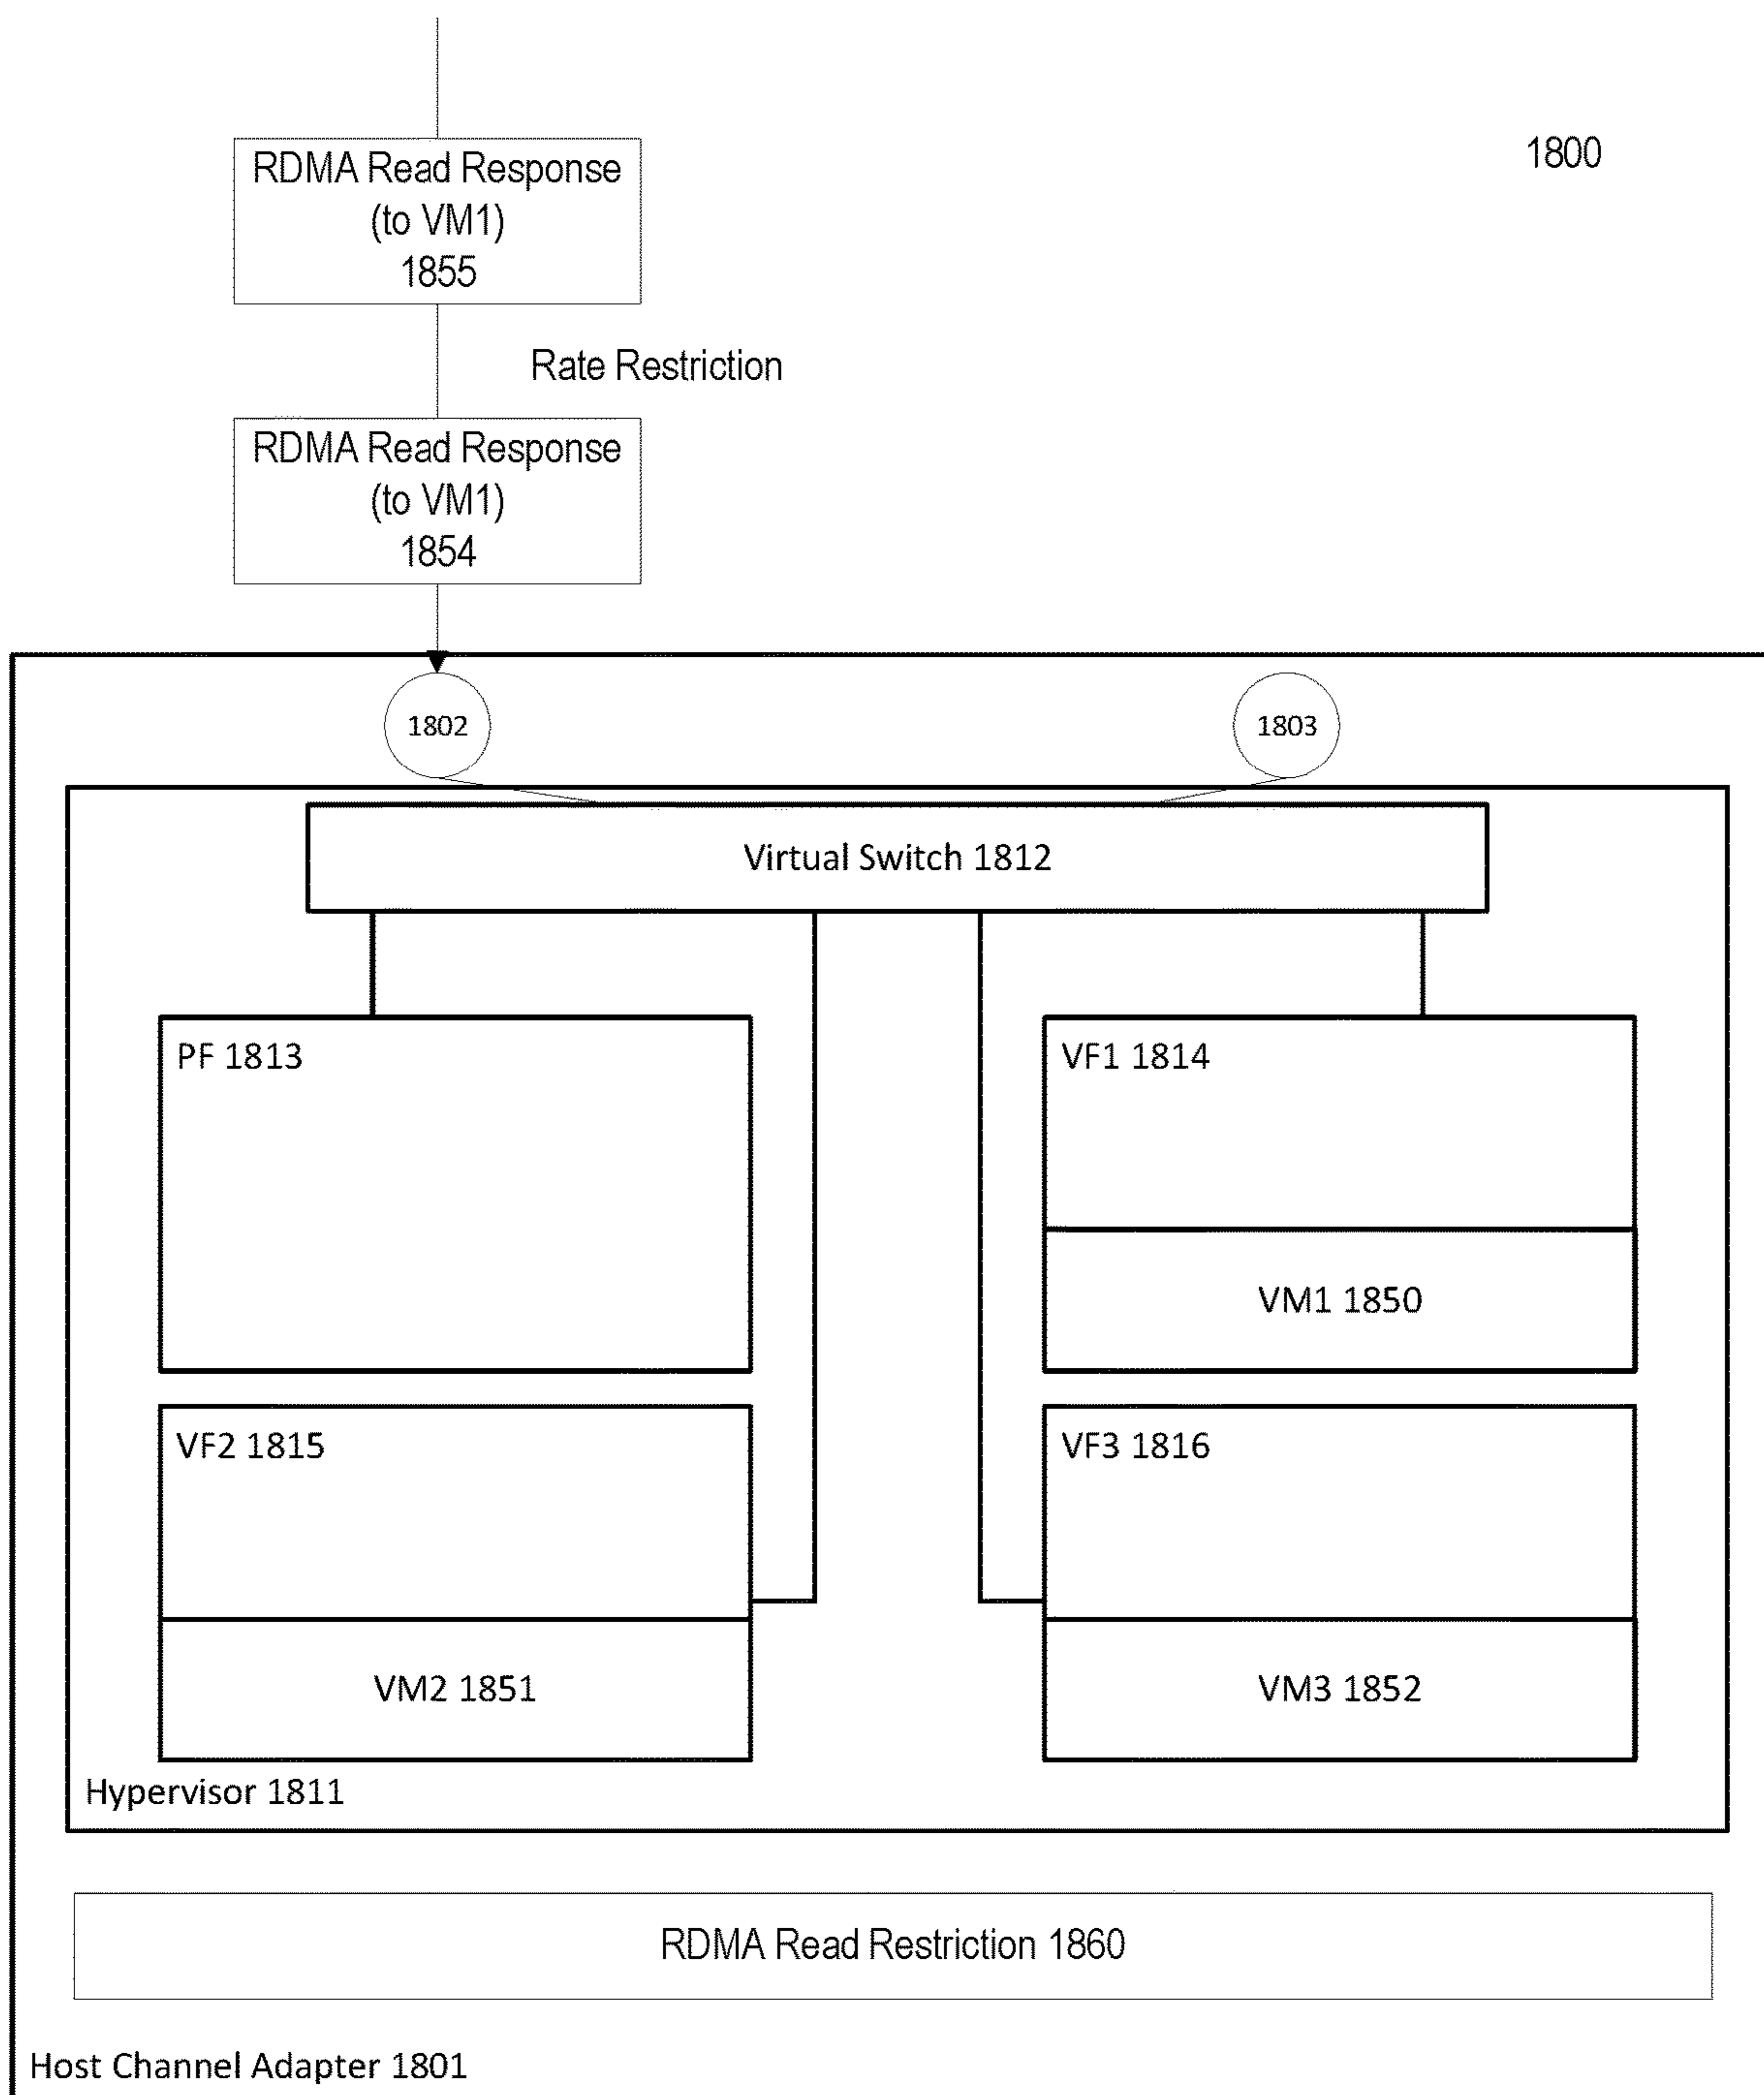 RDMA Read Response
(to VM1)
1855
1800
Rate Restriction
RDMA Read Response
(to VM1)
1854
1802
1803
Virtual Switch 1812
PF 1813
VF1 1814
VM1 1850
VF2 1815
VF3 1816
VM2 1851
VM3 1852
Hypervisor 1811
RDMA Read Restriction 1860
Host Channel Adapter 1801